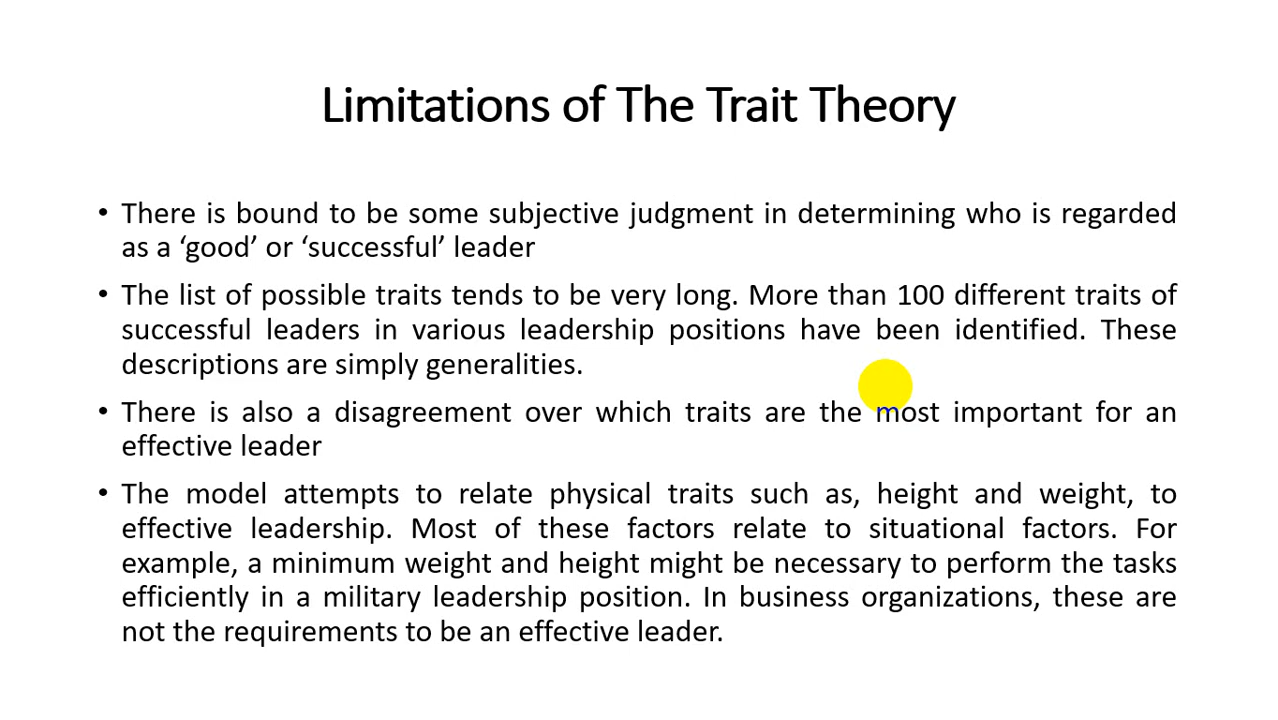 Limitations of The Trait Theory
• There is bound to be some subjective judgment in determining who is regarded
as a ‘good’ or ‘successful’ leader
• The list of possible traits tends to be very long. More than 100 different traits of
successful leaders in various leadership positions have been identified. These
descriptions are simply generalities.
• There is also a disagreement over which traits are the most important for an
effective leader
• The model attempts to relate physical traits such as, height and weight, to
effective leadership. Most of these factors relate to situational factors. For
example, a minimum weight and height might be necessary to perform the tasks
efficiently in a military leadership position. In business organizations, these are
not the requirements to be an effective leader.